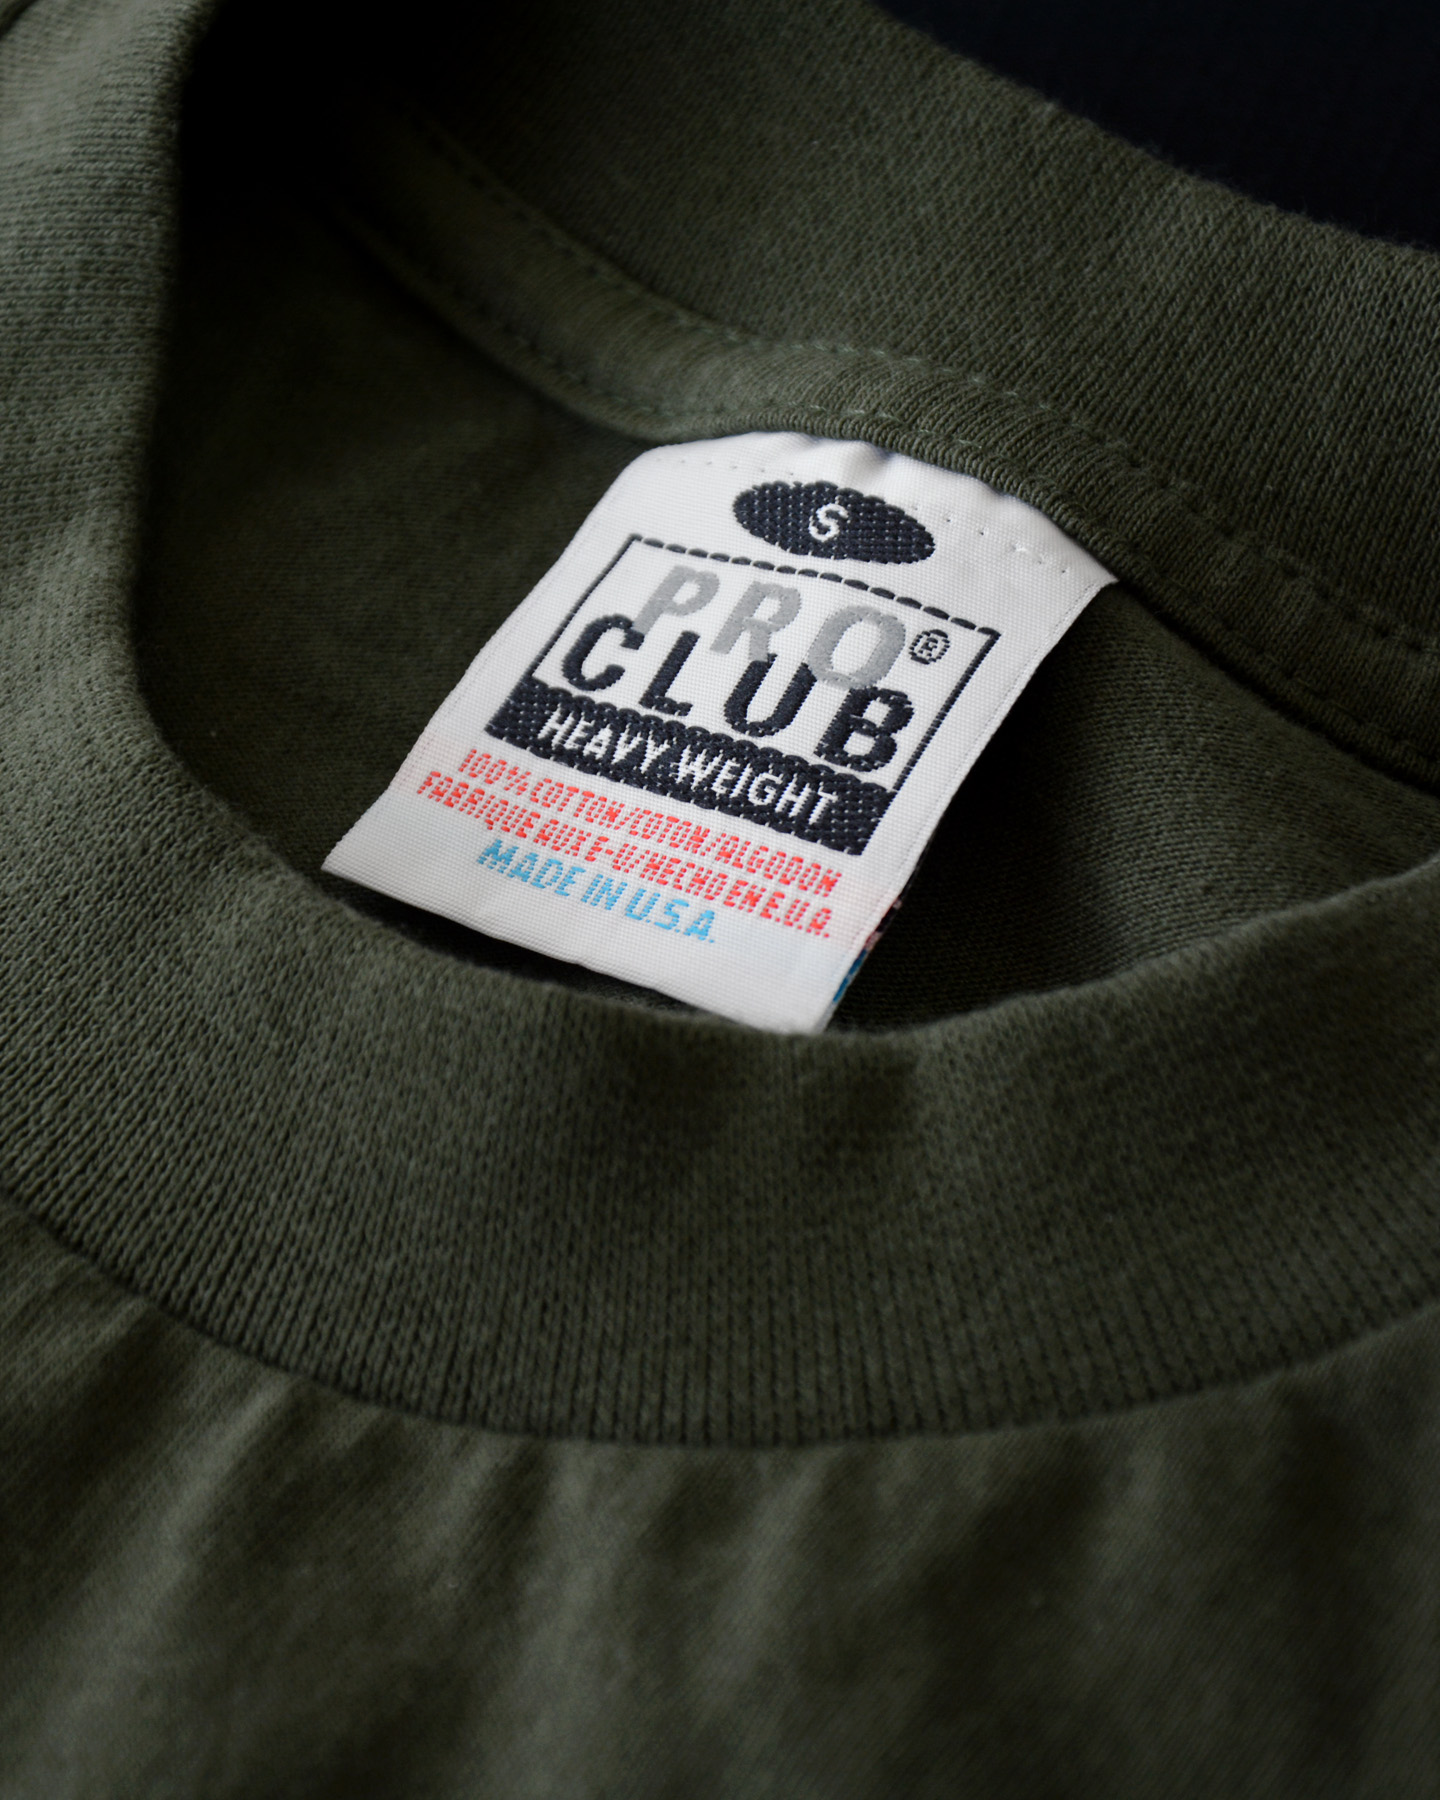 S
PRO®
CLUB
HEAVY WEIGHT
100% COTTON/COTON/ALGODON
FABRIQUE AUX E-U/HECHO EN E.U.A.
MADE IN U.S.A.